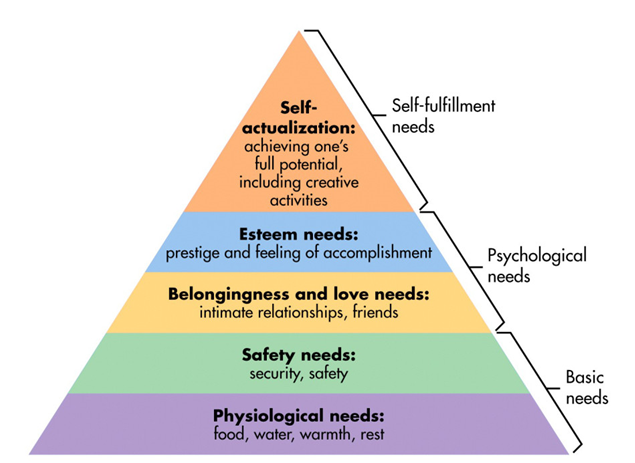 Self-
actualization:
achieving one's
full potential,
including creative
activities
Self-fulfillment
needs
Esteem needs:
prestige and feeling of accomplishment
Psychological
needs
Belongingness and love needs:
intimate relationships, friends
Safety needs:
security, safety
Basic
needs
Physiological needs:
food, water, warmth, rest